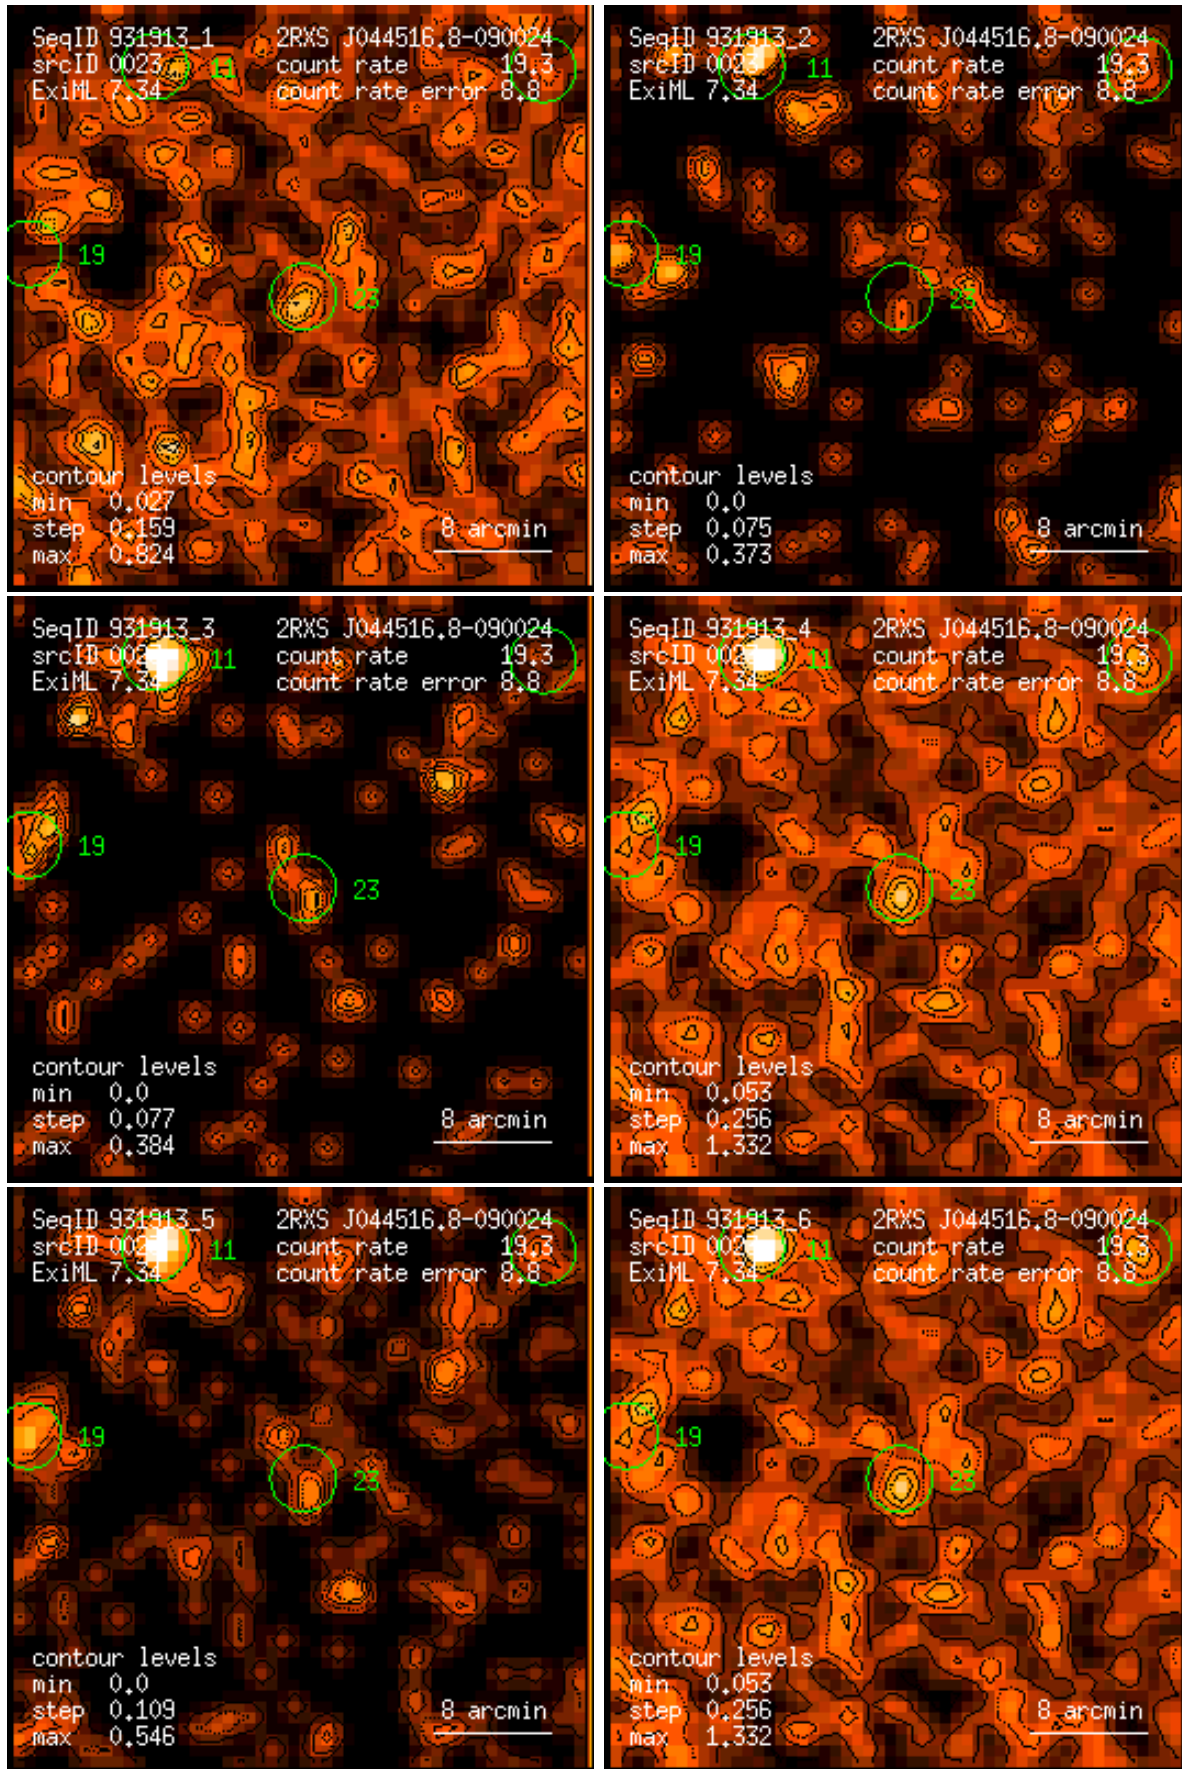 SeqID 931913_1 2RXS J044516.8-090024
srcID 0023 11 count rate 19.3
ExiML 7.34 count rate error 8.8
19
23
contour levels
min 0.027
step 0.159 8 arcmin
max 0.824
SeqID 931913_2 2RXS J044516.8-090024
srcID 0023 11 count rate 19.3
ExiML 7.34 count rate error 8.8
19
23
contour levels
min 0.0
step 0.075 8 arcmin
max 0.373
SeqID 931913_3 2RXS J044516.8-090024
srcID 0023 11 count rate 19.3
ExiML 7.34 count rate error 8.8
19
23
contour levels
min 0.0
step 0.077 8 arcmin
max 0.384
SeqID 931913_4 2RXS J044516.8-090024
srcID 0023 11 count rate 19.3
ExiML 7.34 count rate error 8.8
19
23
contour levels
min 0.053
step 0.256 8 arcmin
max 1.332
SeqID 931913_5 2RXS J044516.8-090024
srcID 0023 11 count rate 19.3
ExiML 7.34 count rate error 8.8
19
23
contour levels
min 0.0
step 0.109 8 arcmin
max 0.546
SeqID 931913_6 2RXS J044516.8-090024
srcID 0023 11 count rate 19.3
ExiML 7.34 count rate error 8.8
19
23
contour levels
min 0.053
step 0.256 8 arcmin
max 1.332